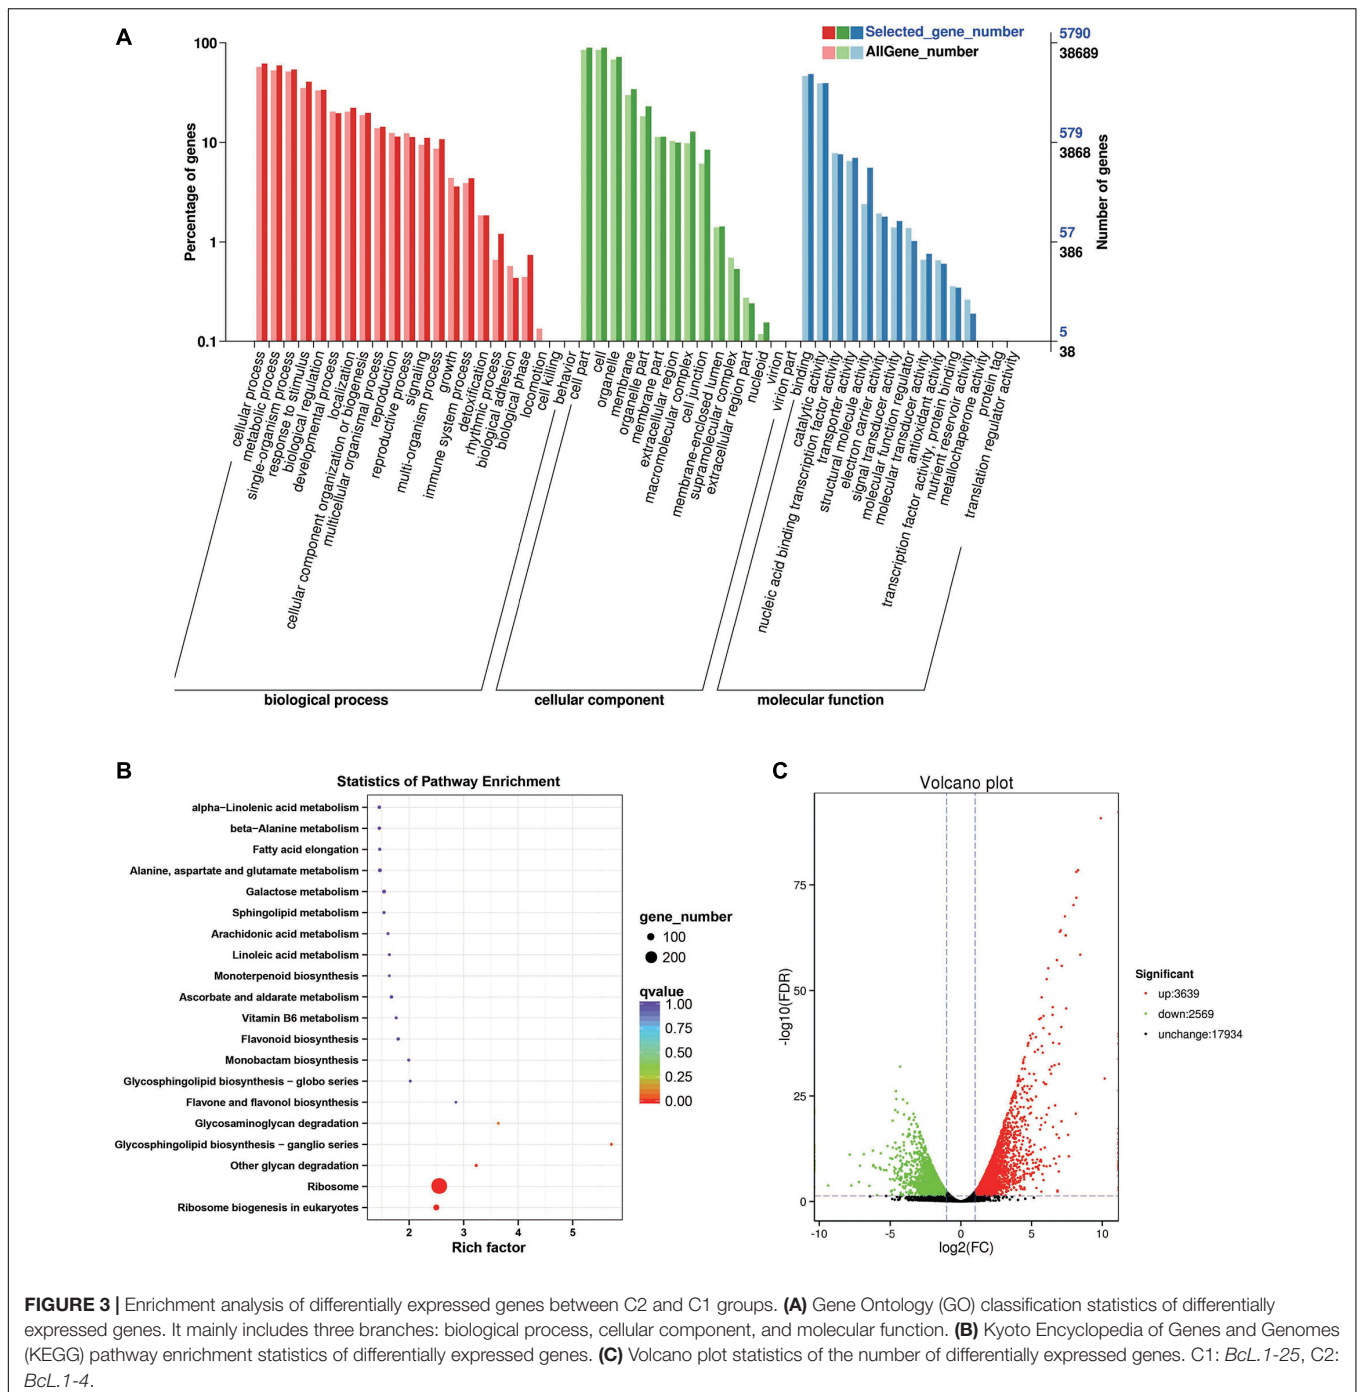 A
100
10
1
0.1
Percentage of genes
Selected_gene_number
AllGene_number
5790
38689
579
3868
57
386
5
38
Number of genes
cellular process
metabolic process
single-organism process
response to stimulus
biological regulation
developmental process
localization
cellular component organization or biogenesis
multicellular organismal process
reproduction
reproductive process
signaling
multi-organism process
growth
immune system process
detoxification
rhythmic process
biological adhesion
biological phase
locomotion
cell killing
behavior
cell part
cell
organelle
membrane
organelle part
membrane part
extracellular region
macromolecular complex
cell junction
membrane-enclosed lumen
supramolecular complex
extracellular region part
nucleoid
virion
virion part
binding
catalytic activity
nucleic acid binding transcription factor activity
transporter activity
structural molecule activity
electron carrier activity
signal transducer activity
molecular function regulator
molecular transducer activity
antioxidant activity
transcription factor activity, protein binding
nutrient reservoir activity
metallochaperone activity
protein tag
translation regulator activity
biological process
cellular component
molecular function
B
Statistics of Pathway Enrichment
alpha−Linolenic acid metabolism
beta−Alanine metabolism
Fatty acid elongation
Alanine, aspartate and glutamate metabolism
Galactose metabolism
Sphingolipid metabolism
Arachidonic acid metabolism
Linoleic acid metabolism
Monoterpenoid biosynthesis
Ascorbate and aldarate metabolism
Vitamin B6 metabolism
Flavonoid biosynthesis
Monobactam biosynthesis
Glycosphingolipid biosynthesis − globo series
Flavone and flavonol biosynthesis
Glycosaminoglycan degradation
Glycosphingolipid biosynthesis − ganglio series
Other glycan degradation
Ribosome
Ribosome biogenesis in eukaryotes
2 3 4 5
Rich factor
gene_number
100
200
qvalue
1.00
0.75
0.50
0.25
0.00
C
Volcano plot
75
50
25
0
-log10(FDR)
-10 -5 0 5 10
log2(FC)
Significant
up:3639
down:2569
unchange:17934
FIGURE 3 | Enrichment analysis of differentially expressed genes between C2 and C1 groups. (A) Gene Ontology (GO) classification statistics of differentially
expressed genes. It mainly includes three branches: biological process, cellular component, and molecular function. (B) Kyoto Encyclopedia of Genes and Genomes
(KEGG) pathway enrichment statistics of differentially expressed genes. (C) Volcano plot statistics of the number of differentially expressed genes. C1: BcL.1-25, C2:
BcL.1-4.